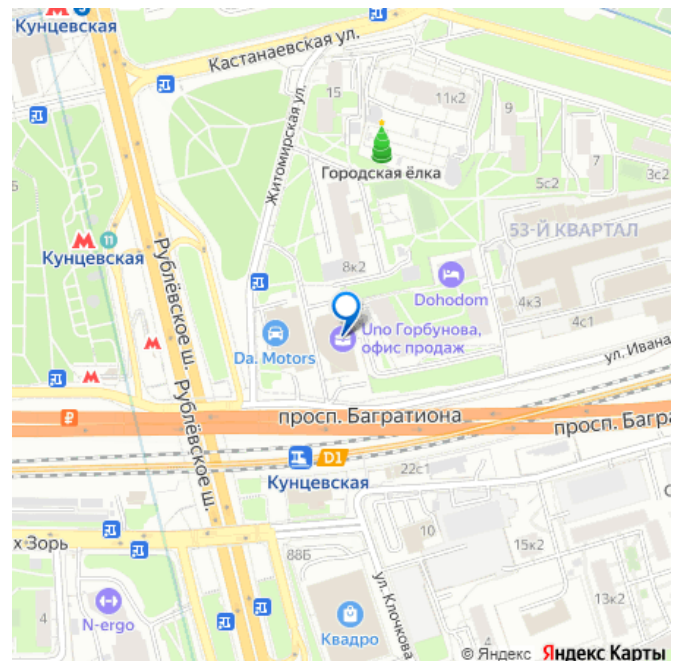 Кунцевская
Кастанаевская ул.
Житомирская ул.
15
11к2
9
7
3с2
5с2
Городская ёлка
11
Кунцевская
53-Й КВАРТАЛ
8к2
Dohodom
4к3
4с1
Рублёвское ш.
Uno Горбунова,
офис продаж
Da. Motors
ул. Ивана
Рублёвское ш.
просп. Багратиона
просп. Багр
D1
22с1
Кунцевская
х Зорь
10
15к2
88Б
ул. Клочкова
13к2
4
N-ergo
Квадро
4
© Яндекс Яндекс Карты